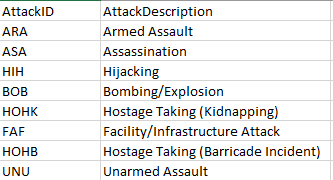 AttackID AttackDescription
ARA Armed Assault
ASA Assassination
HIH Hijacking
BOB Bombing/Explosion
HOHK Hostage Taking (Kidnapping)
FAF Facility/Infrastructure Attack
HOHB Hostage Taking (Barricade Incident)
UNU Unarmed Assault